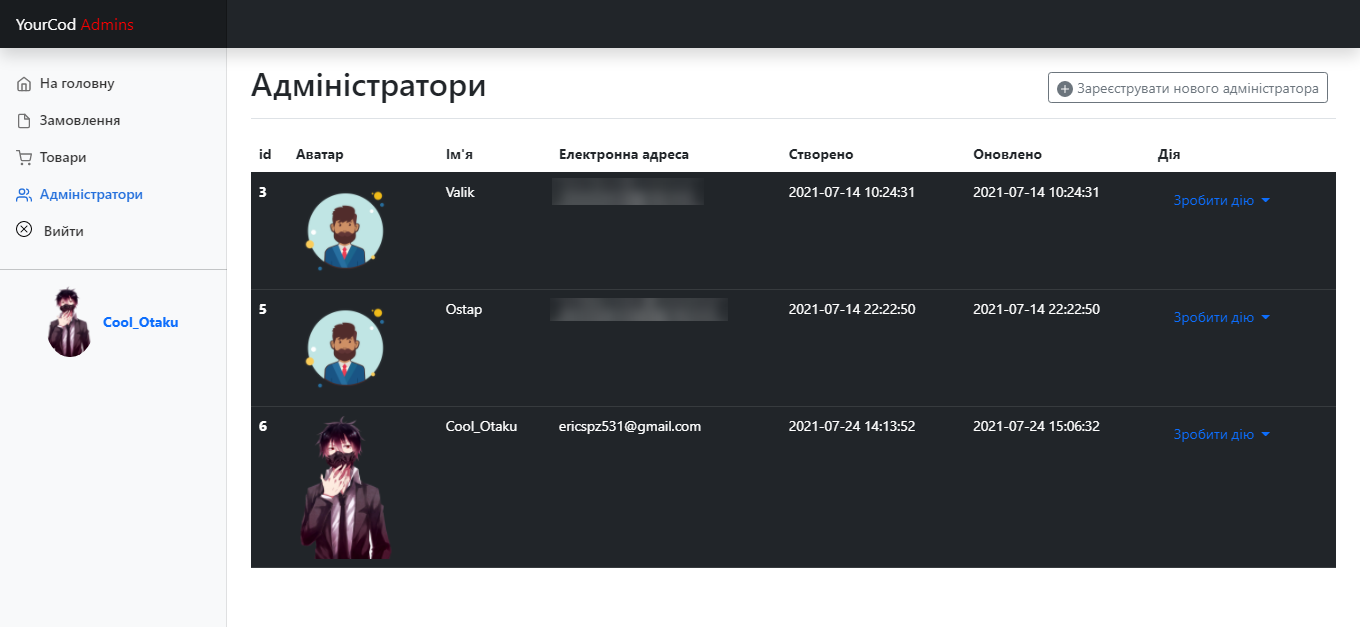 YourCod Admins
На головну
Замовлення
Товари
Адміністратори
Вийти
Cool_Otaku
Адміністратори
Зареєструвати нового адміністратора
id Аватар Ім'я Електронна адреса Створено Оновлено Дія
3 Valik 2021-07-14 10:24:31 2021-07-14 10:24:31 Зробити дію
5 Ostap 2021-07-14 22:22:50 2021-07-14 22:22:50 Зробити дію
6 Cool_Otaku ericspz531@gmail.com 2021-07-24 14:13:52 2021-07-24 15:06:32 Зробити дію